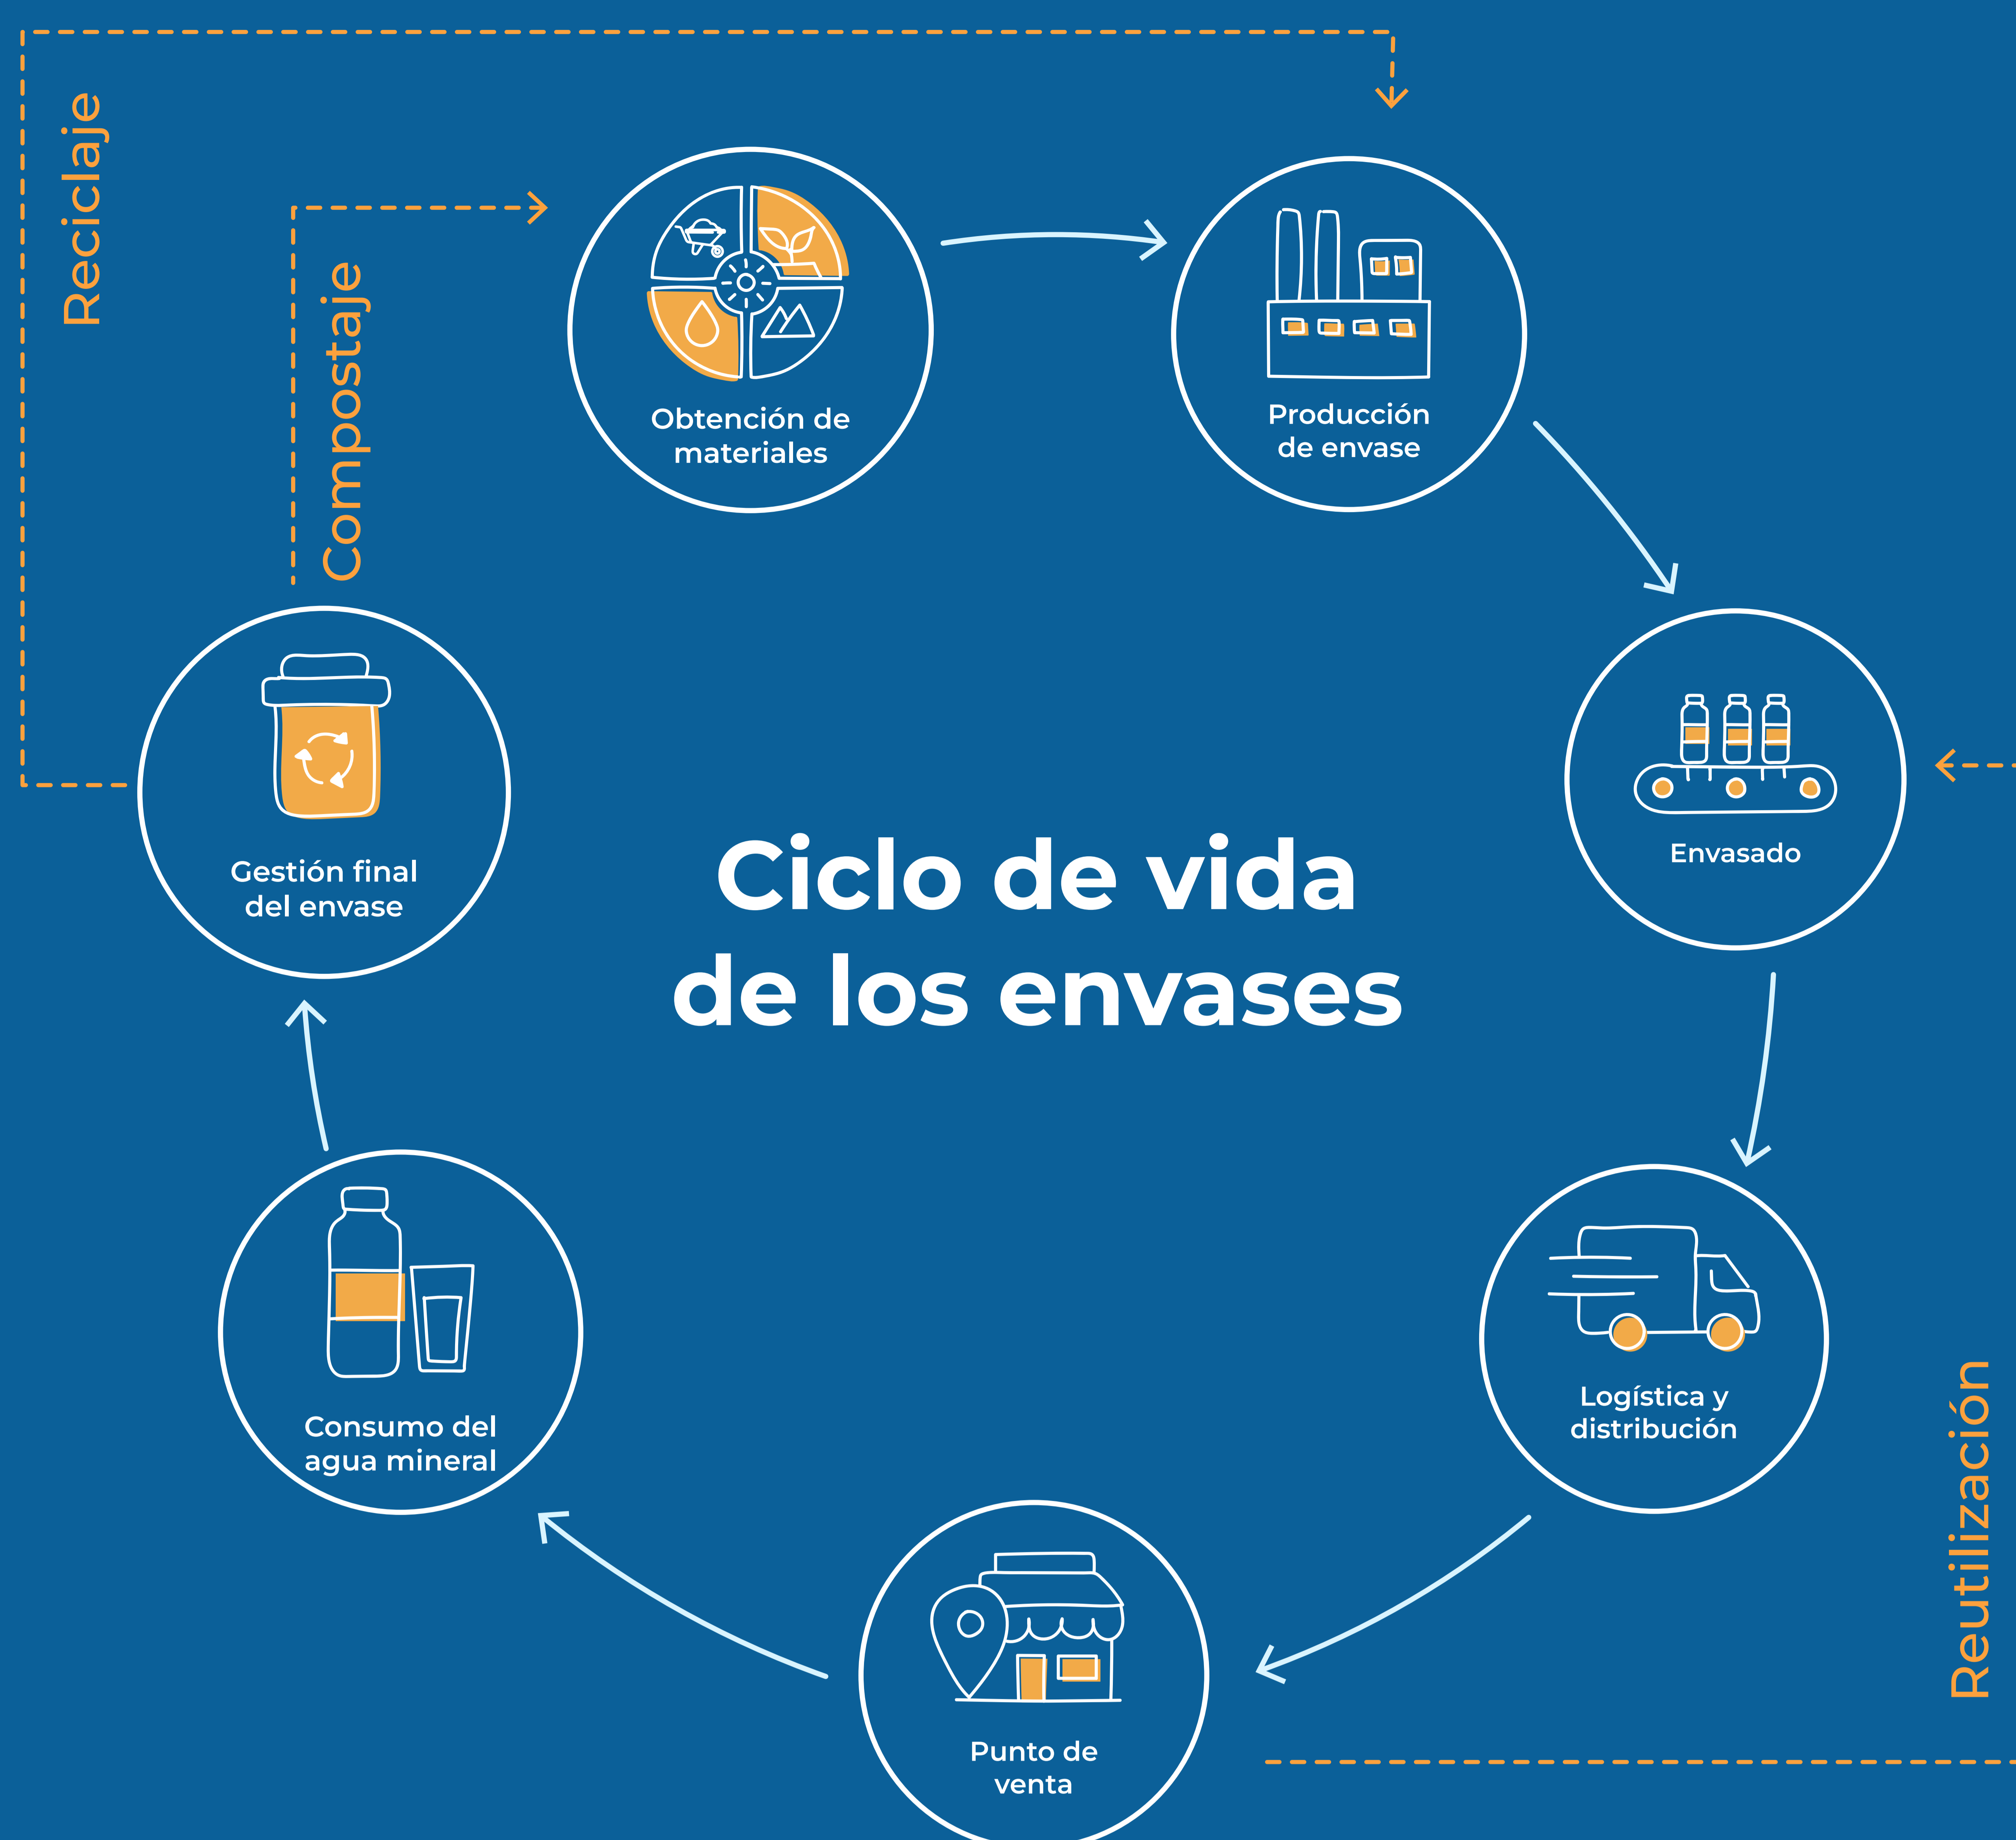 Reciclaje
Compostaje
Obtención de
materiales
Producción
de envase
Envasado
Gestión final
del envase
Ciclo de vida
de los envases
Consumo del
agua mineral
Logística y
distribución
Punto de
venta
Reutilización